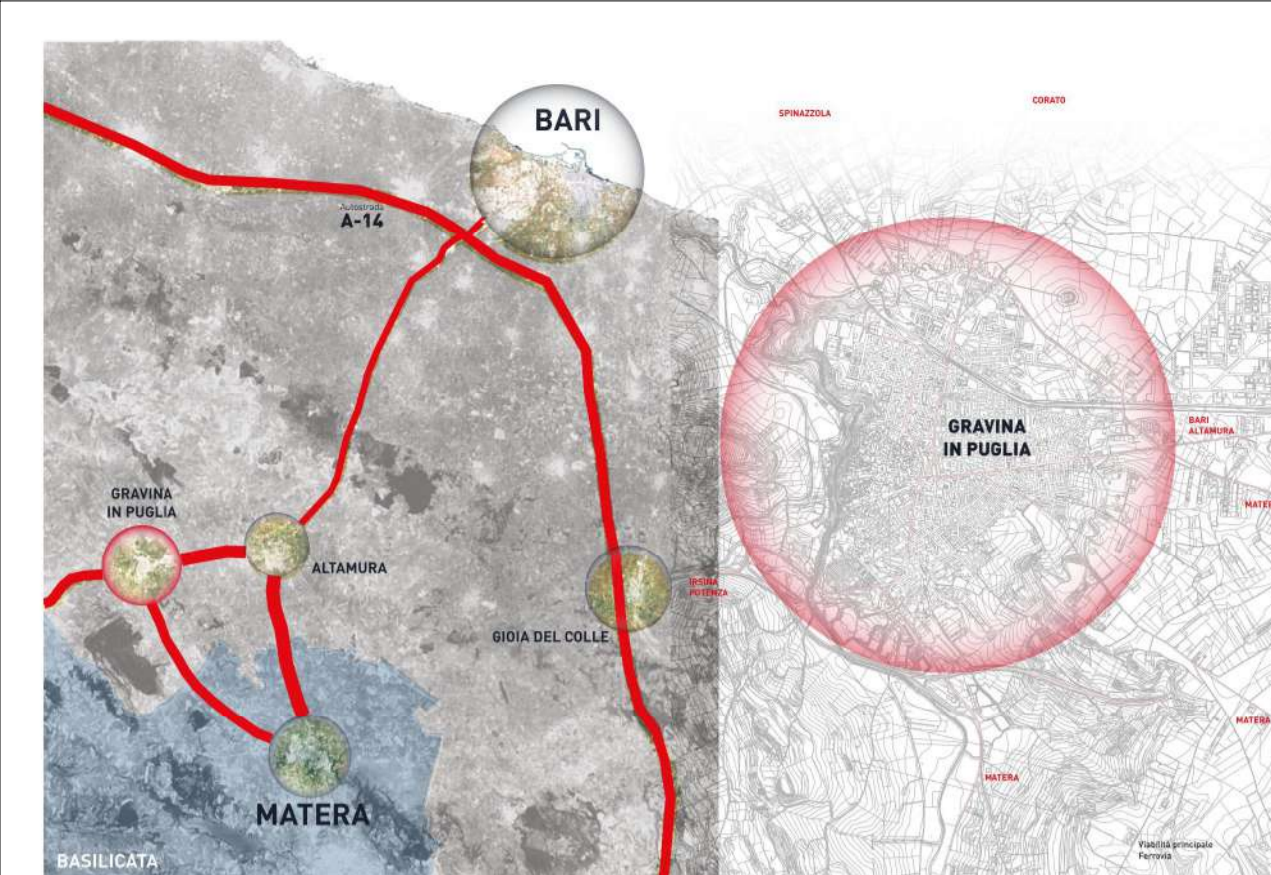 BARI
Autostrada
A-14
GRAVINA
IN PUGLIA
ALTAMURA
GIOIA DEL COLLE
MATERA
BASILICATA
SPINAZZOLA
CORATO
GRAVINA
IN PUGLIA
BARI
ALTAMURA
MATE
IRSINA
POTENZA
MATERA
MATERA
Viabilità principale
Ferrovia